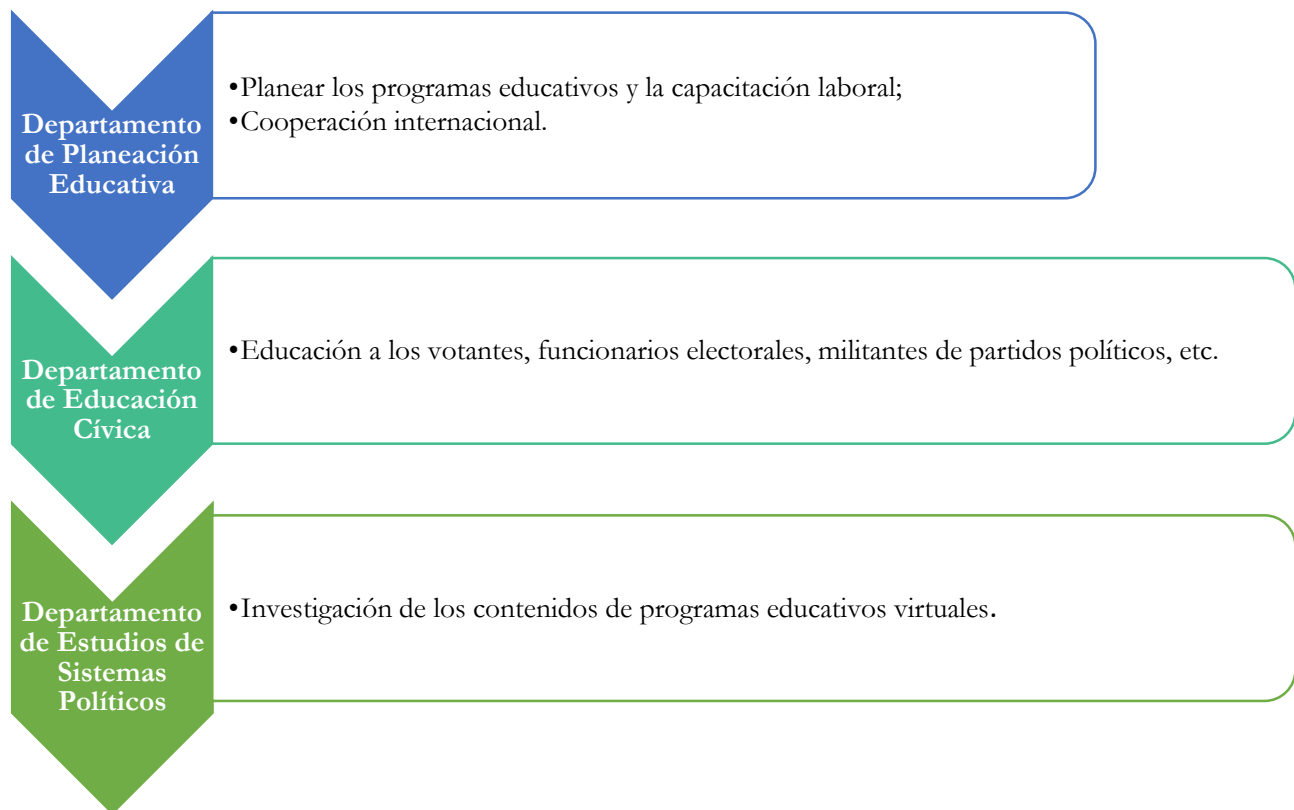 Departamento
de Planeación
Educativa
•Planear los programas educativos y la capacitación laboral;
•Cooperación internacional.
Departamento
de Educación
Cívica
•Educación a los votantes, funcionarios electorales, militantes de partidos políticos, etc.
Departamento
de Estudios de
Sistemas
Políticos
•Investigación de los contenidos de programas educativos virtuales.